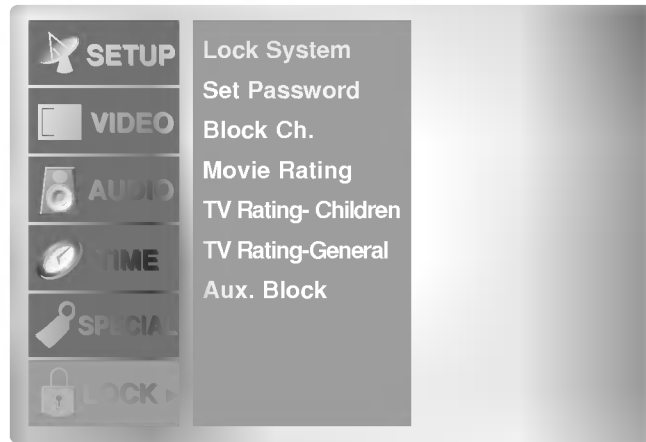 SETUP
VIDEO
AUDIO
TIME
SPECIAL
LOCK
Lock System
Set Password
Block Ch.
Movie Rating
TV Rating- Children
TV Rating-General
Aux. Block